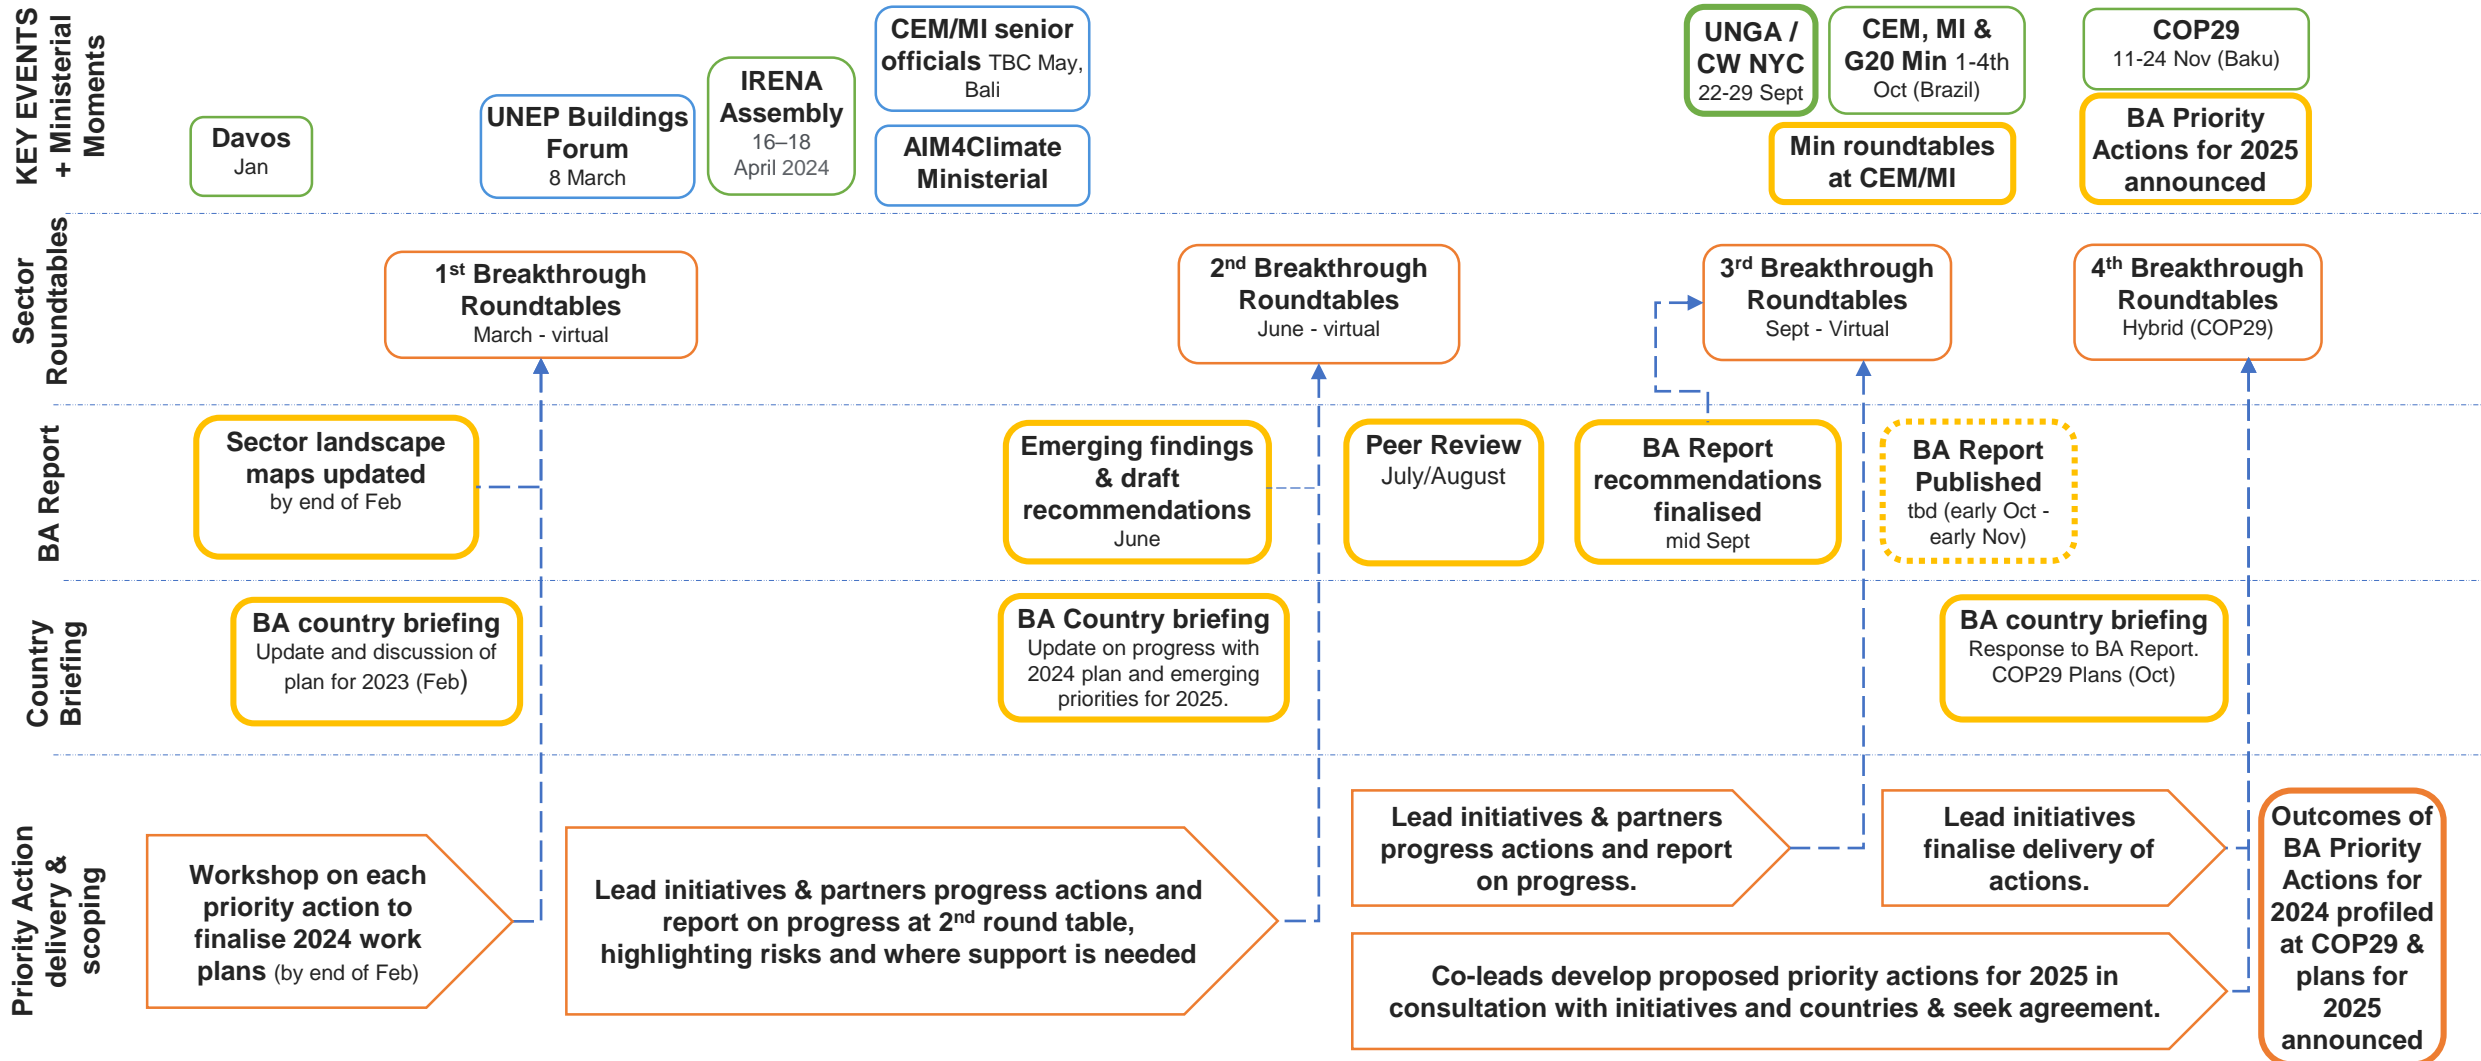 KEY EVENTS
+ Ministerial
Moments
Davos
Jan
UNEP Buildings
Forum
8 March
IRENA
Assembly
16–18
April 2024
CEM/MI senior
officials TBC May,
Bali
AIM4Climate
Ministerial
UNGA /
CW NYC
22-29 Sept
CEM, MI &
G20 Min 1-4th
Oct (Brazil)
Min roundtables
at CEM/MI
COP29
11-24 Nov (Baku)
BA Priority
Actions for 2025
announced
Sector
Roundtables
1st Breakthrough
Roundtables
March - virtual
2nd Breakthrough
Roundtables
June - virtual
3rd Breakthrough
Roundtables
Sept - Virtual
4th Breakthrough
Roundtables
Hybrid (COP29)
BA Report
Sector landscape
maps updated
by end of Feb
Emerging findings
& draft
recommendations
June
Peer Review
July/August
BA Report
recommendations
finalised
mid Sept
BA Report
Published
tbd (early Oct -
early Nov)
Country
Briefing
BA country briefing
Update and discussion of
plan for 2023 (Feb)
BA Country briefing
Update on progress with
2024 plan and emerging
priorities for 2025.
BA country briefing
Response to BA Report.
COP29 Plans (Oct)
Priority Action
delivery &
scoping
Workshop on each
priority action to
finalise 2024 work
plans (by end of Feb)
Lead initiatives & partners progress actions and
report on progress at 2nd round table,
highlighting risks and where support is needed
Lead initiatives & partners
progress actions and report
on progress.
Lead initiatives
finalise delivery of
actions.
Co-leads develop proposed priority actions for 2025 in
consultation with initiatives and countries & seek agreement.
Outcomes of
BA Priority
Actions for
2024 profiled
at COP29 &
plans for
2025
announced